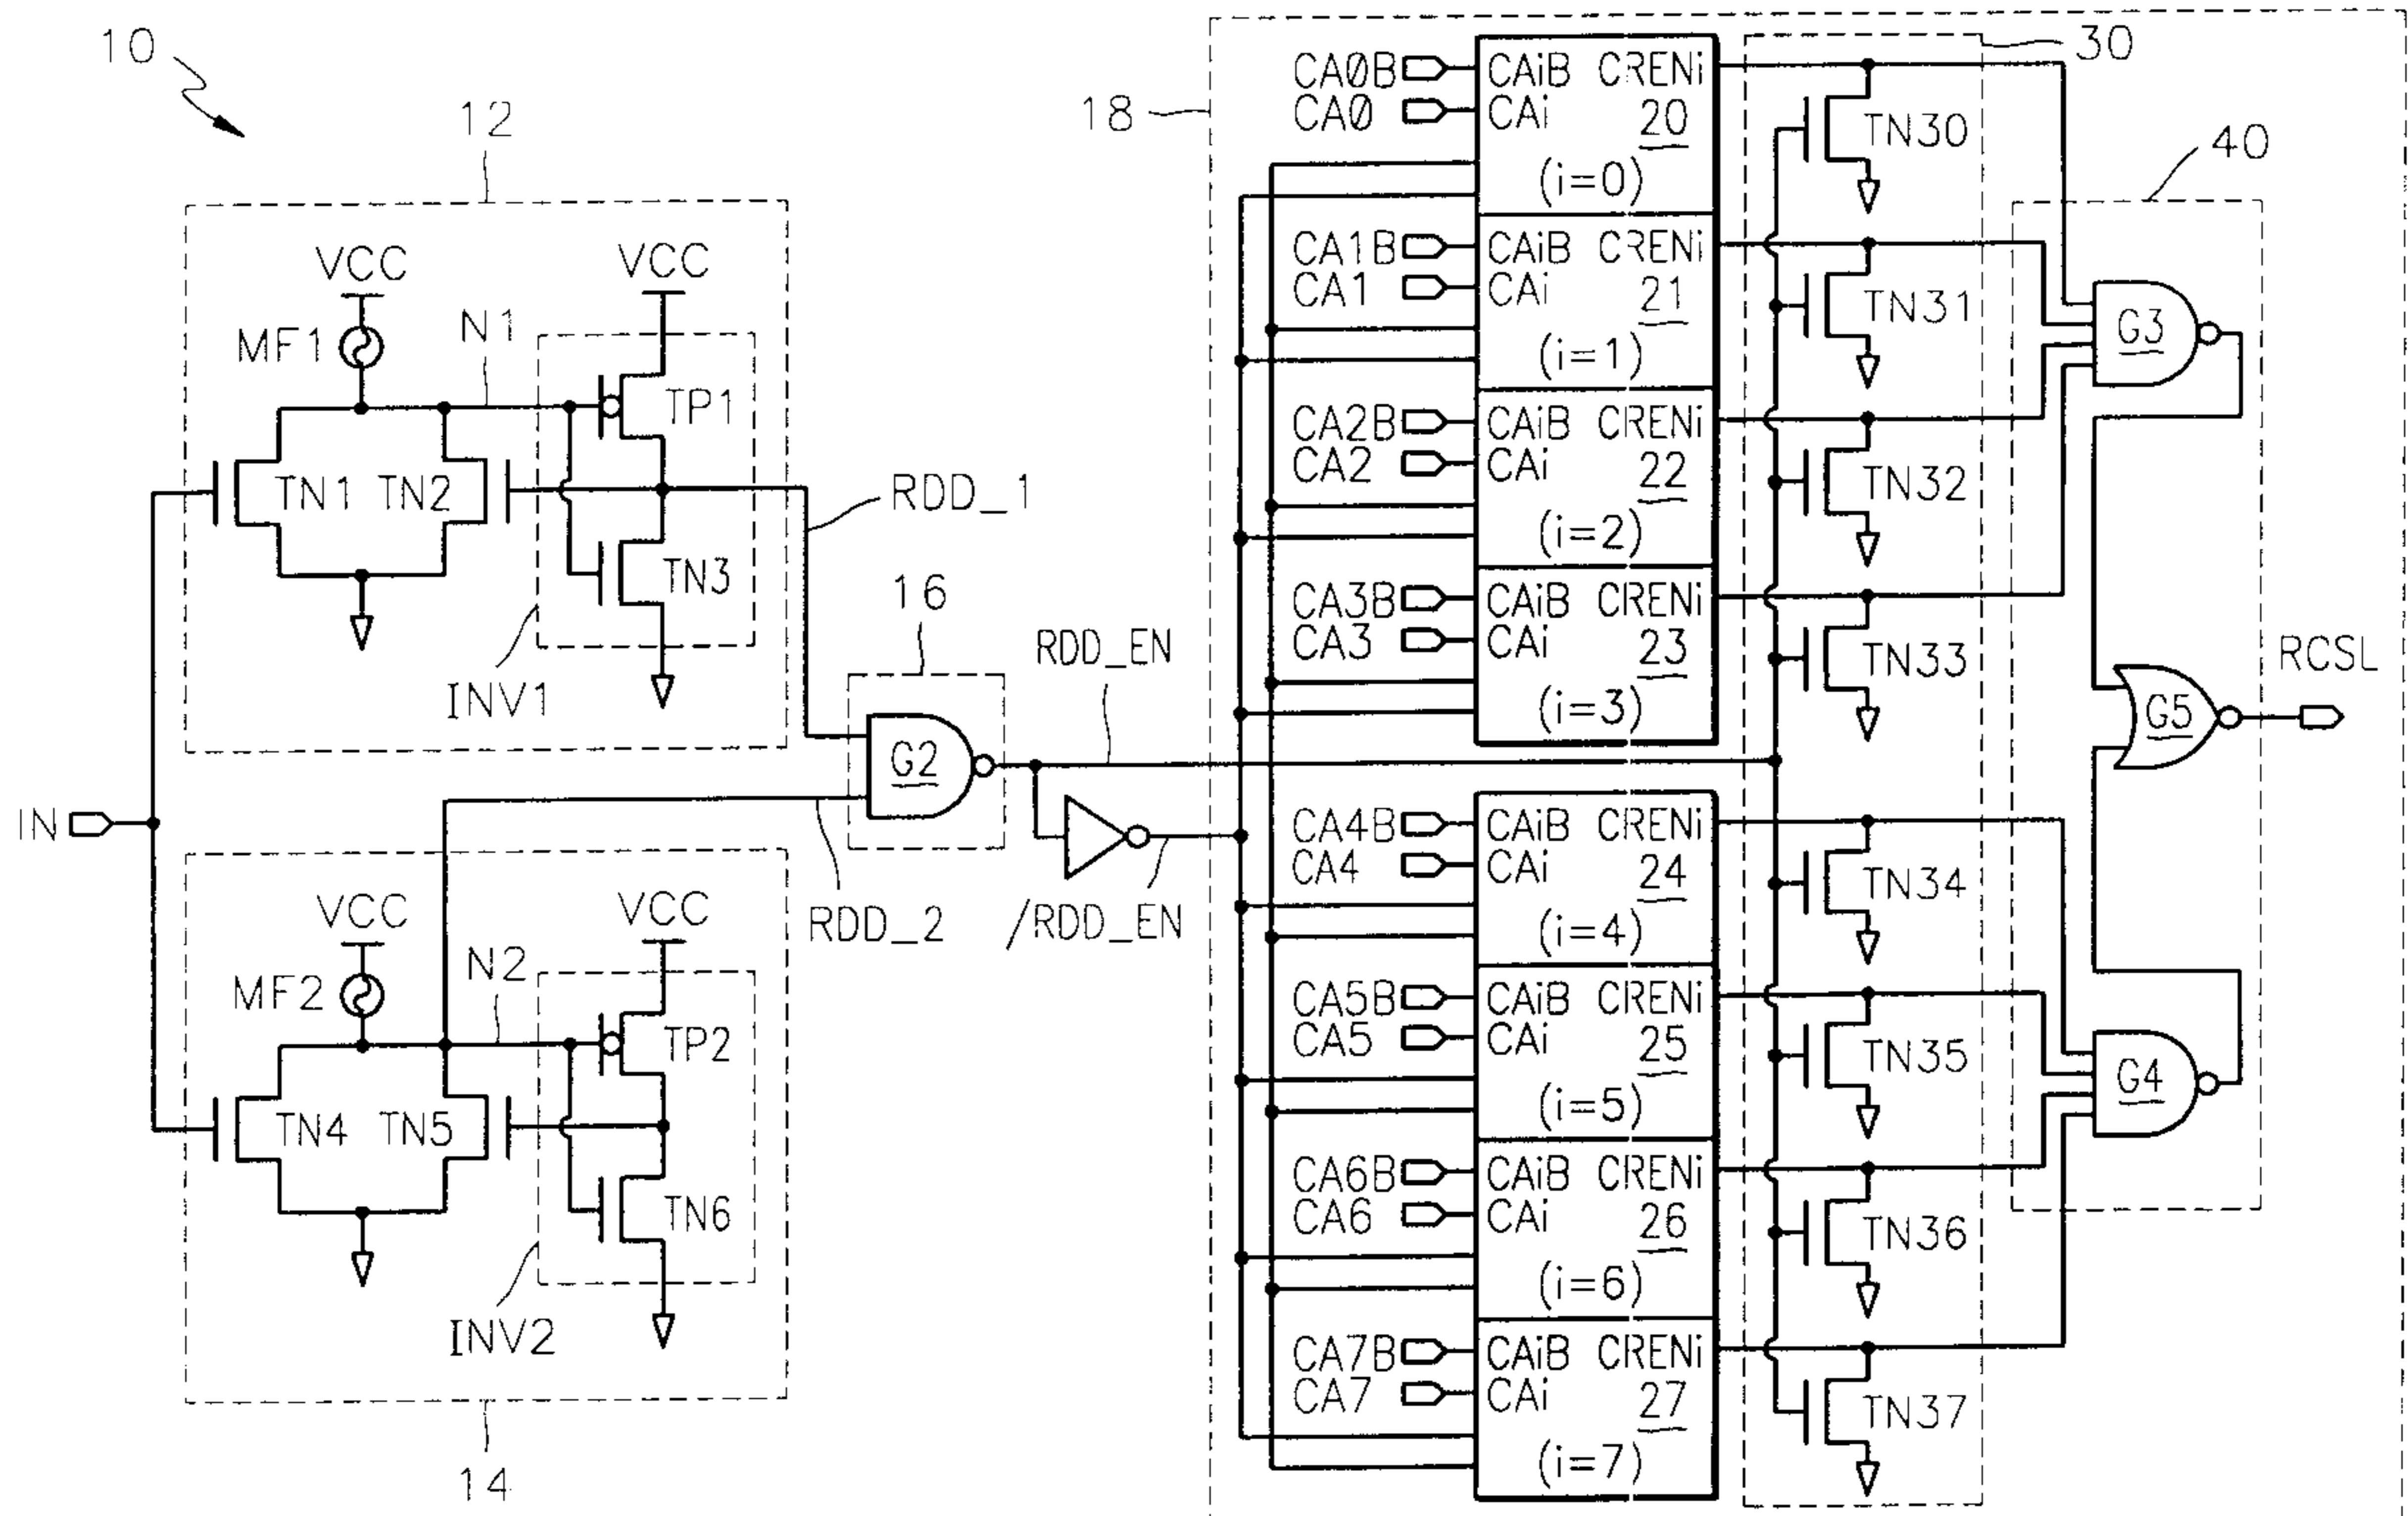 10
12
VCC
VCC
MF1
N1
TP1
TN1
TN2
RDD_1
TN3
INV1
16
RDD_EN
G2
IN
RDD_2
/RDD_EN
VCC
VCC
MF2
N2
TP2
TN4
TN5
TN6
INV2
14
18
CA0B
CAiB
CRENi
CA0
CAi
20
(i=0)
CA1B
CAiB
CRENi
CA1
CAi
21
(i=1)
CA2B
CAiB
CRENi
CA2
CAi
22
(i=2)
CA3B
CAiB
CRENi
CA3
CAi
23
(i=3)
CA4B
CAiB
CRENi
CA4
CAi
24
(i=4)
CA5B
CAiB
CRENi
CA5
CAi
25
(i=5)
CA6B
CAiB
CRENi
CA6
CAi
26
(i=6)
CA7B
CAiB
CRENi
CA7
CAi
27
(i=7)
30
TN30
TN31
TN32
TN33
TN34
TN35
TN36
TN37
40
G3
G5
RCSL
G4